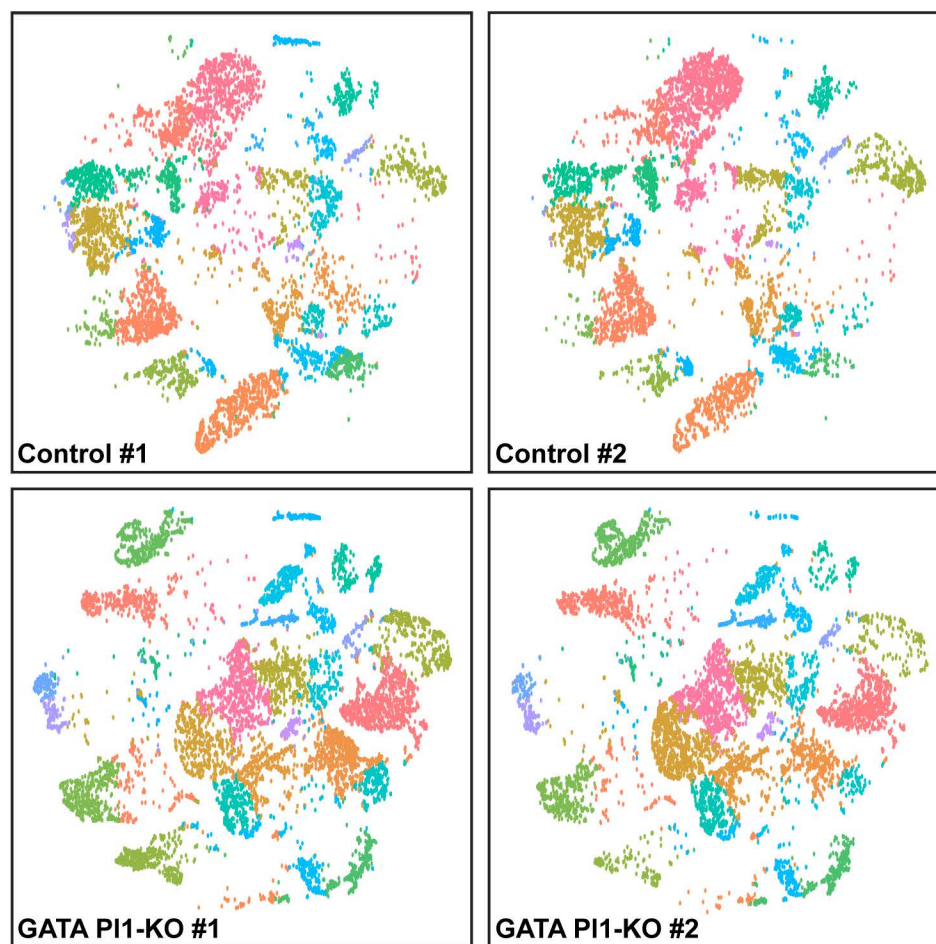 Control #1
Control #2
GATA PI1-KO #1
GATA PI1-KO #2